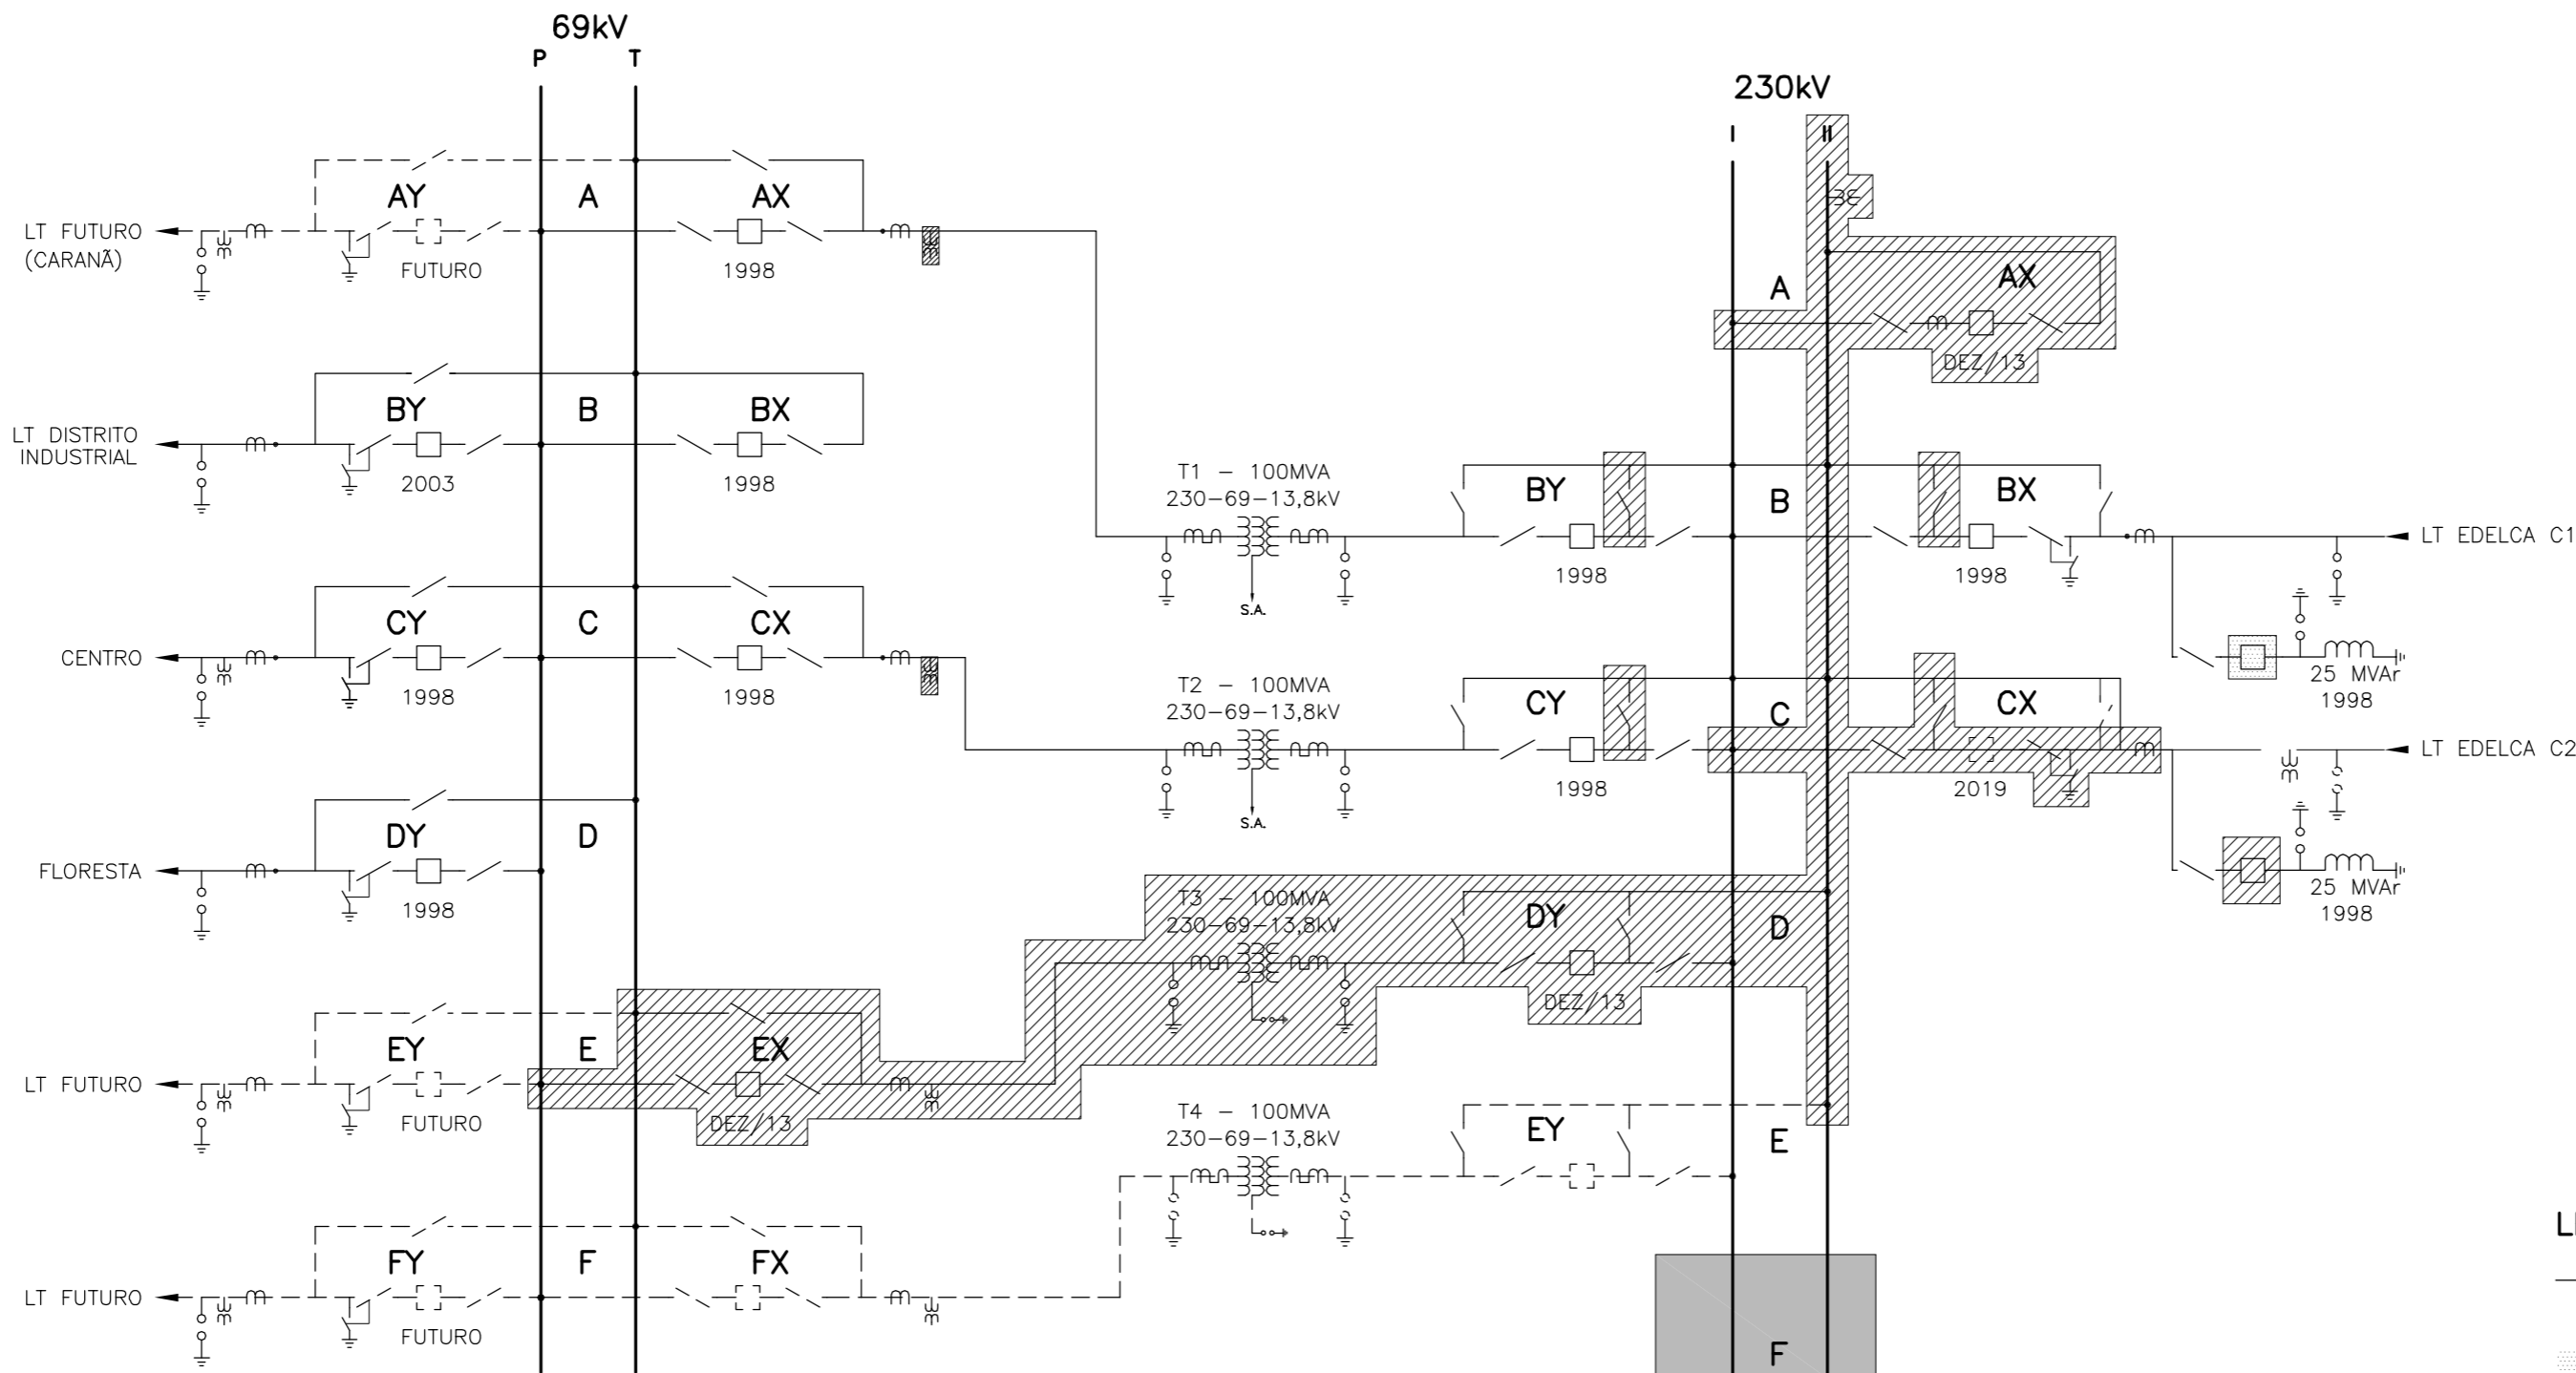 69kV
P T
230kV
I II
AY A AX
LT FUTURO
(CARANÃ)
FUTURO 1998
A AX
DEZ/13
BY B BX
LT DISTRITO
INDUSTRIAL
2003 1998
T1 - 100MVA
230-69-13,8kV
S.A.
BY B BX
1998 1998
LT EDELCA C1
25 MVAr
1998
CY C CX
CENTRO
1998 1998
T2 - 100MVA
230-69-13,8kV
S.A.
CY C CX
1998 2019
LT EDELCA C2
25 MVAr
1998
DY D
FLORESTA
1998
T3 - 100MVA
230-69-13,8kV
DY D
DEZ/13
EY E EX
LT FUTURO
FUTURO DEZ/13
T4 - 100MVA
230-69-13,8kV
EY E
FY F FX
LT FUTURO
FUTURO
F